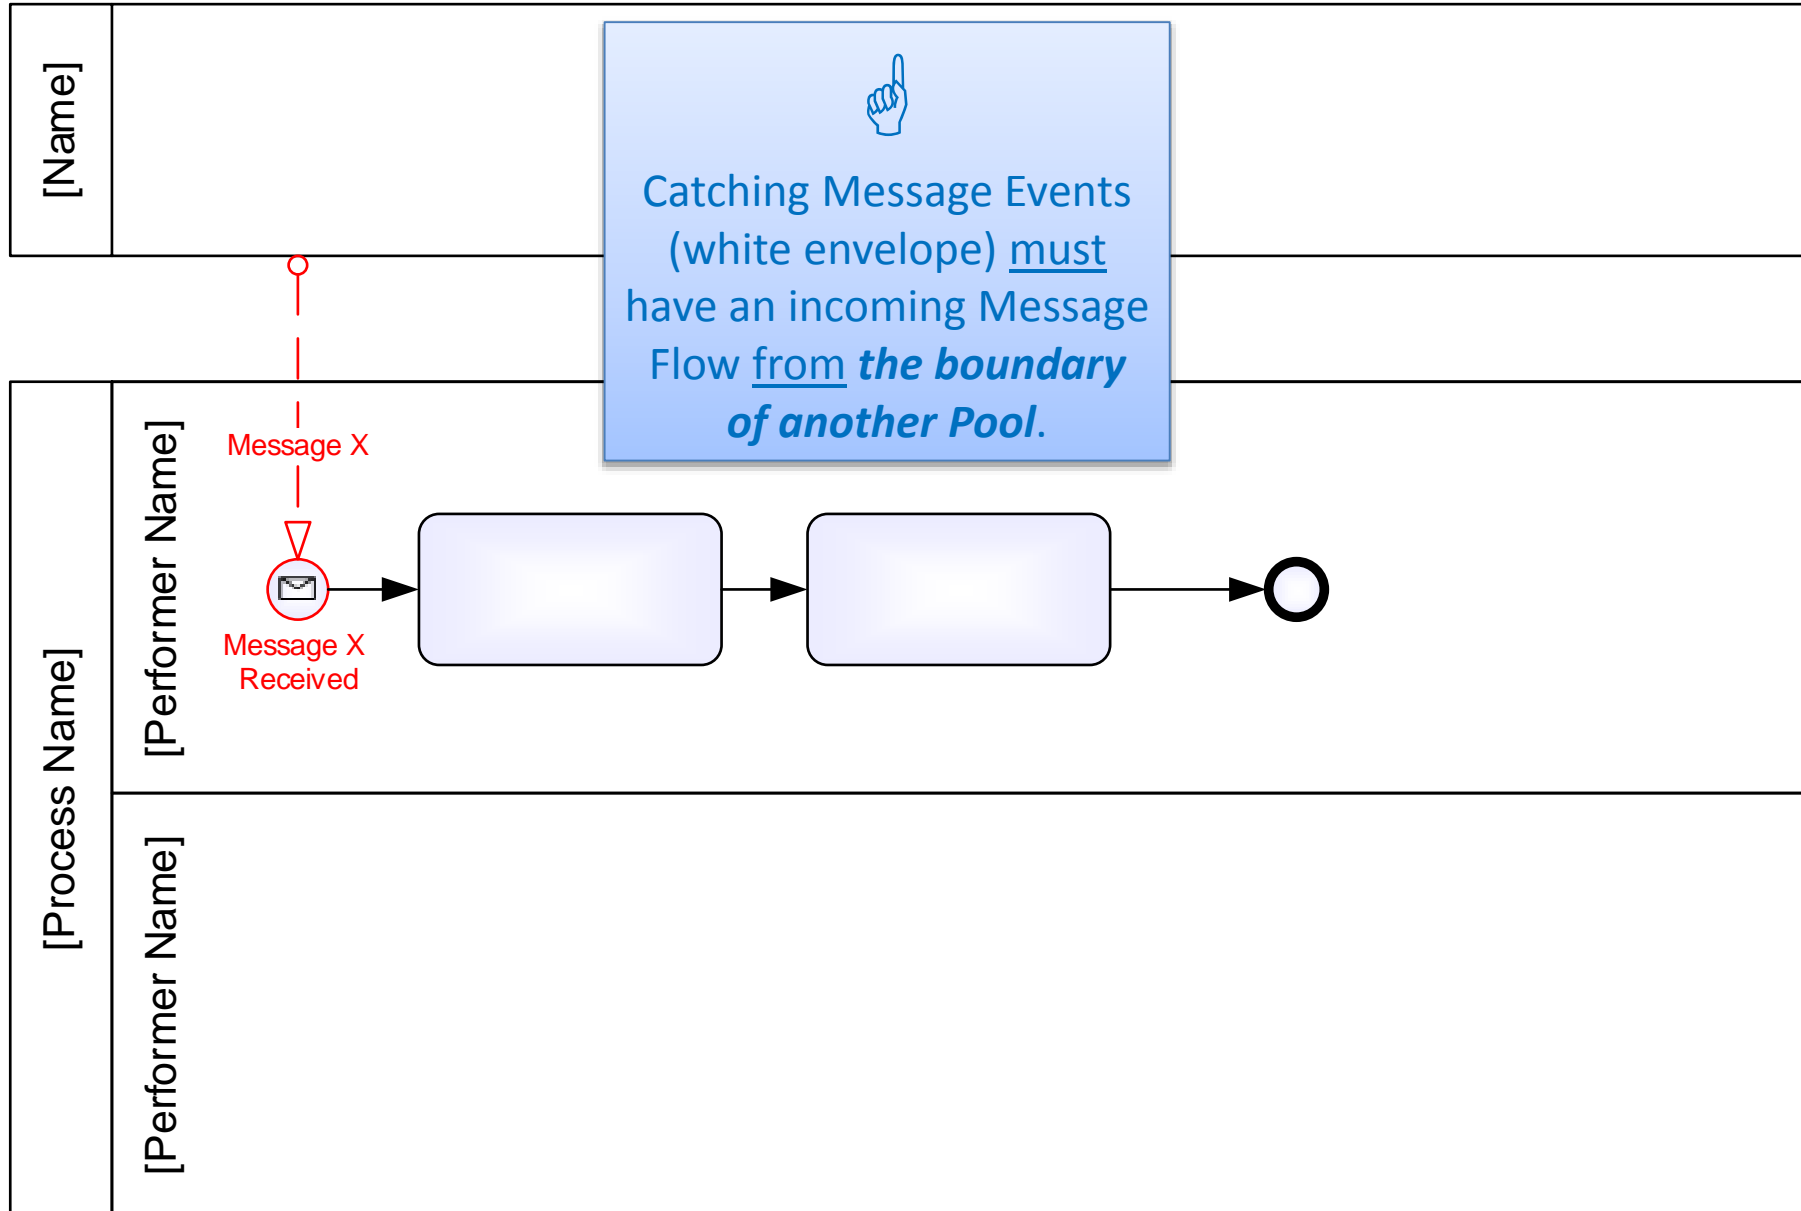 [Name]
Catching Message Events
(white envelope) must
have an incoming Message
Flow from the boundary
of another Pool.
[Process Name]
[Performer Name]
Message X
Message X
Received
[Performer Name]